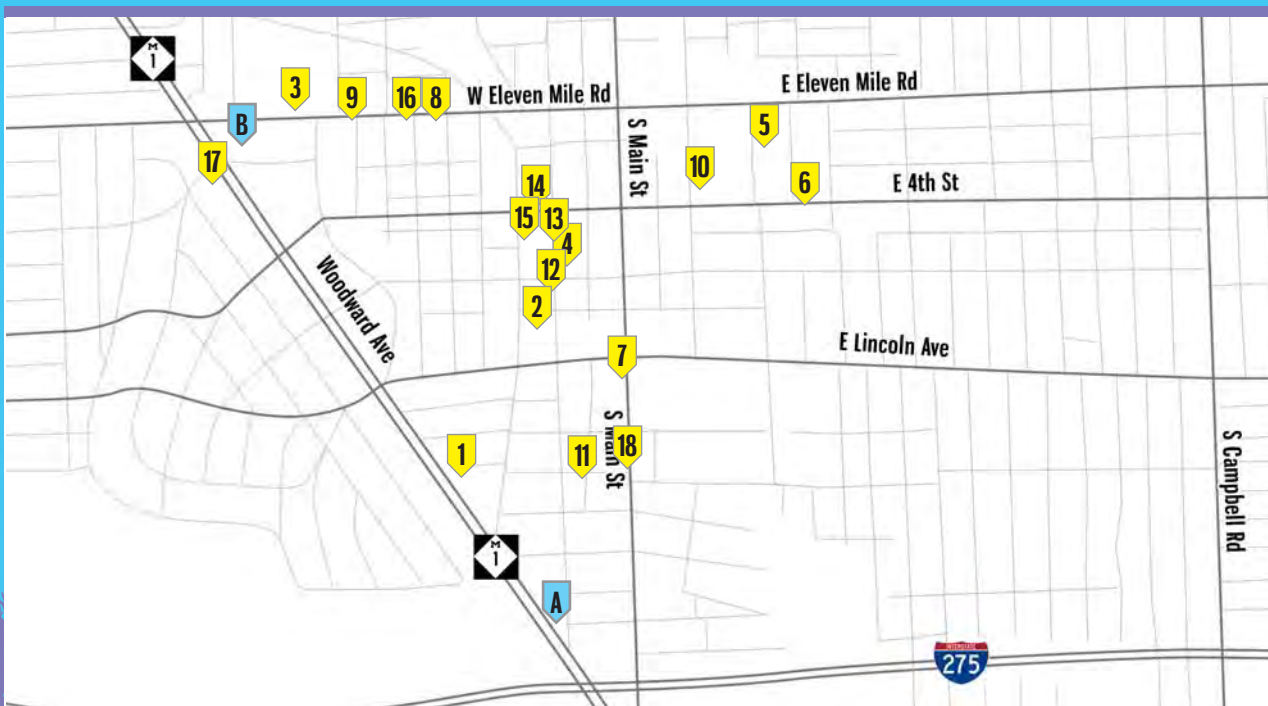 M
1
3
9
16
8
W Eleven Mile Rd
E Eleven Mile Rd
B
17
5
S Main St
10
6
E 4th St
14
15
13
4
12
2
Woodward Ave
7
E Lincoln Ave
1
11
S Main St
18
S Campbell Rd
M
1
A
INTERSTATE
275